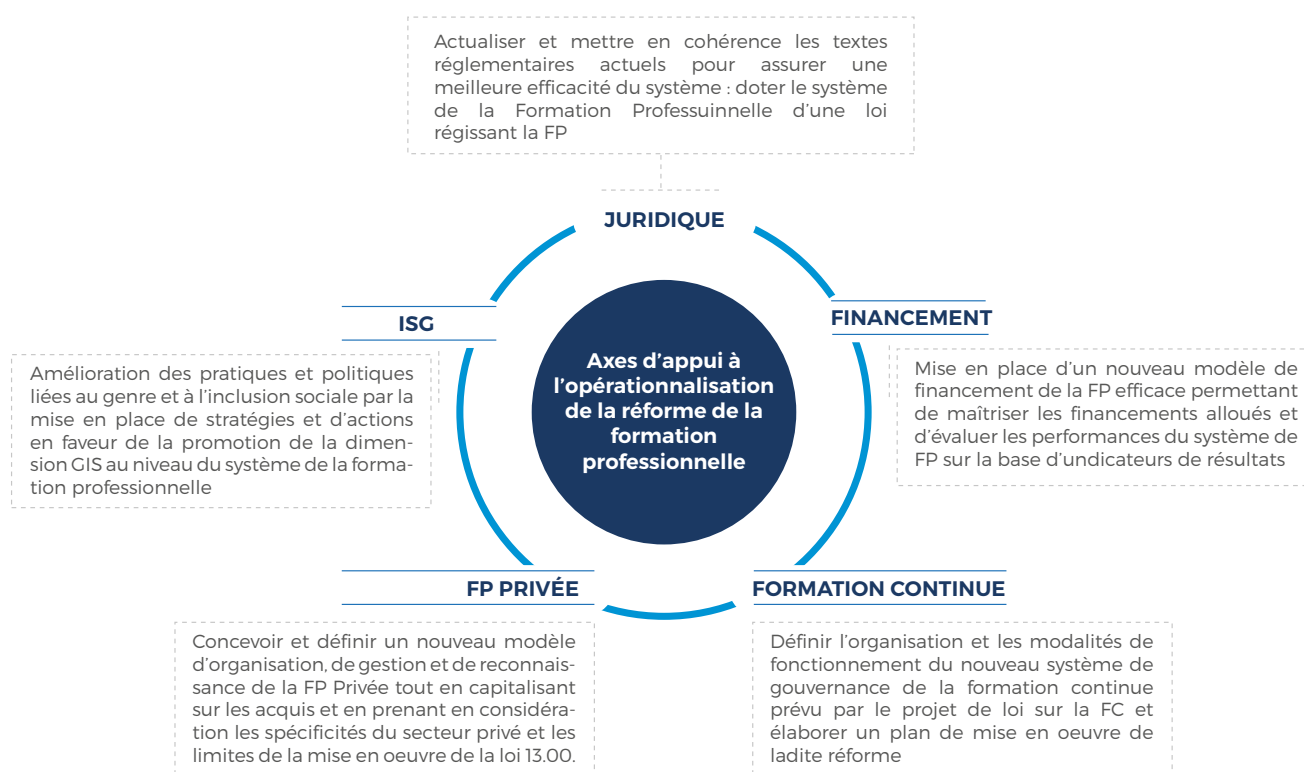 Actualiser et mettre en cohérence les textes
réglementaires actuels pour assurer une
meilleure efficacité du système : doter le système
de la Formation Professuinnelle d'une loi
régissant la FP
JURIDIQUE
ISG
Amélioration des pratiques et politiques
liées au genre et à l'inclusion sociale par la
mise en place de stratégies et d'actions
en faveur de la promotion de la dimen-
sion GIS au niveau du système de la forma-
tion professionnelle
Axes d'appui à
l'opérationnalisation
de la réforme de la
formation
professionnelle
FINANCEMENT
Mise en place d'un nouveau modèle de
financement de la FP efficace permettant
de maîtriser les financements alloués et
d'évaluer les performances du système de
FP sur la base d'undicateurs de résultats
FP PRIVÉE
Concevoir et définir un nouveau modèle
d'organisation, de gestion et de reconnais-
sance de la FP Privée tout en capitalisant
sur les acquis et en prenant en considéra-
tion les spécificités du secteur privé et les
limites de la mise en oeuvre de la loi 13.00.
FORMATION CONTINUE
Définir l'organisation et les modalités de
fonctionnement du nouveau système de
gouvernance de la formation continue
prévu par le projet de loi sur la FC et
élaborer un plan de mise en oeuvre de
ladite réforme